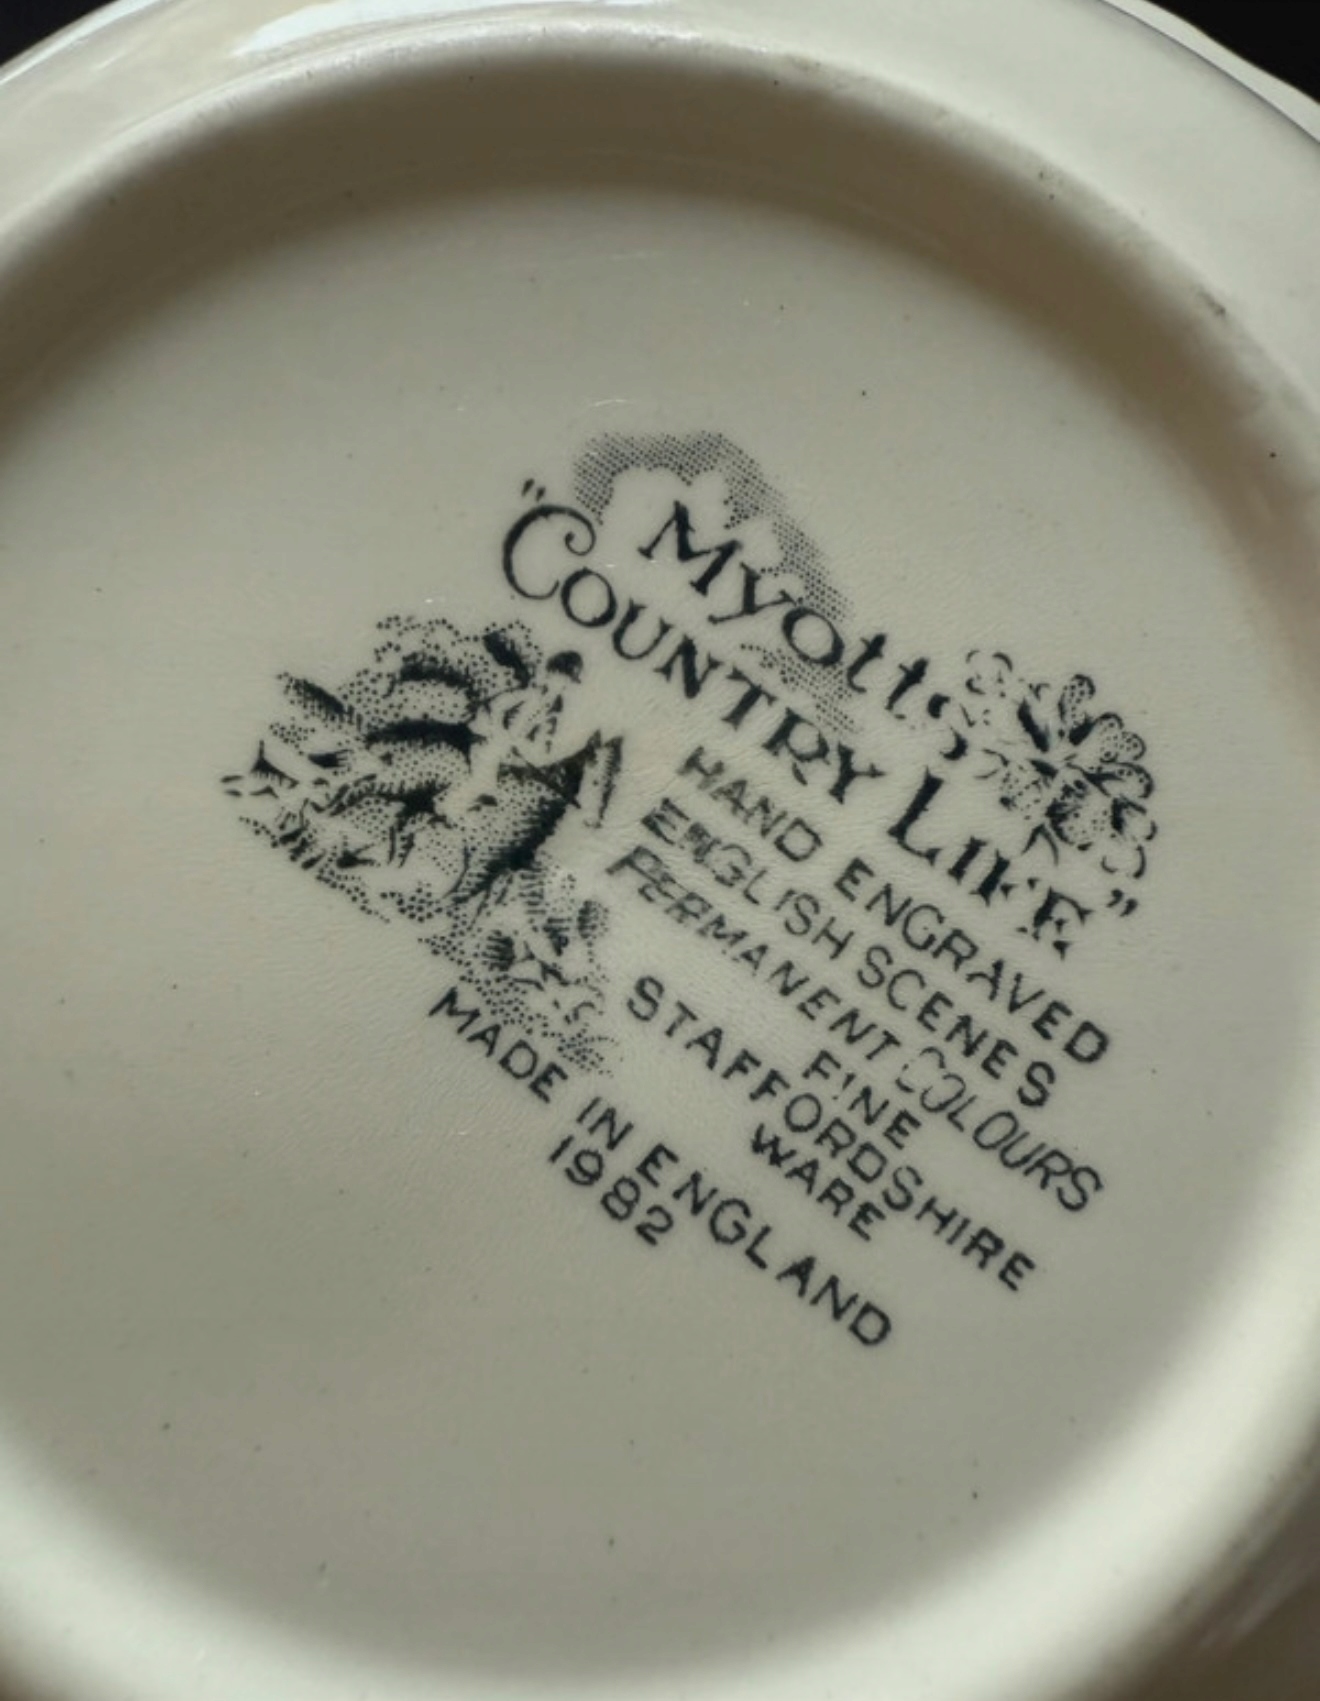 Myott's
"COUNTRY LIFE"
HAND ENGRAVED
ENGLISH SCENES
PERMANENT COLOURS
FINE
STAFFORDSHIRE
WARE
MADE IN ENGLAND
1982